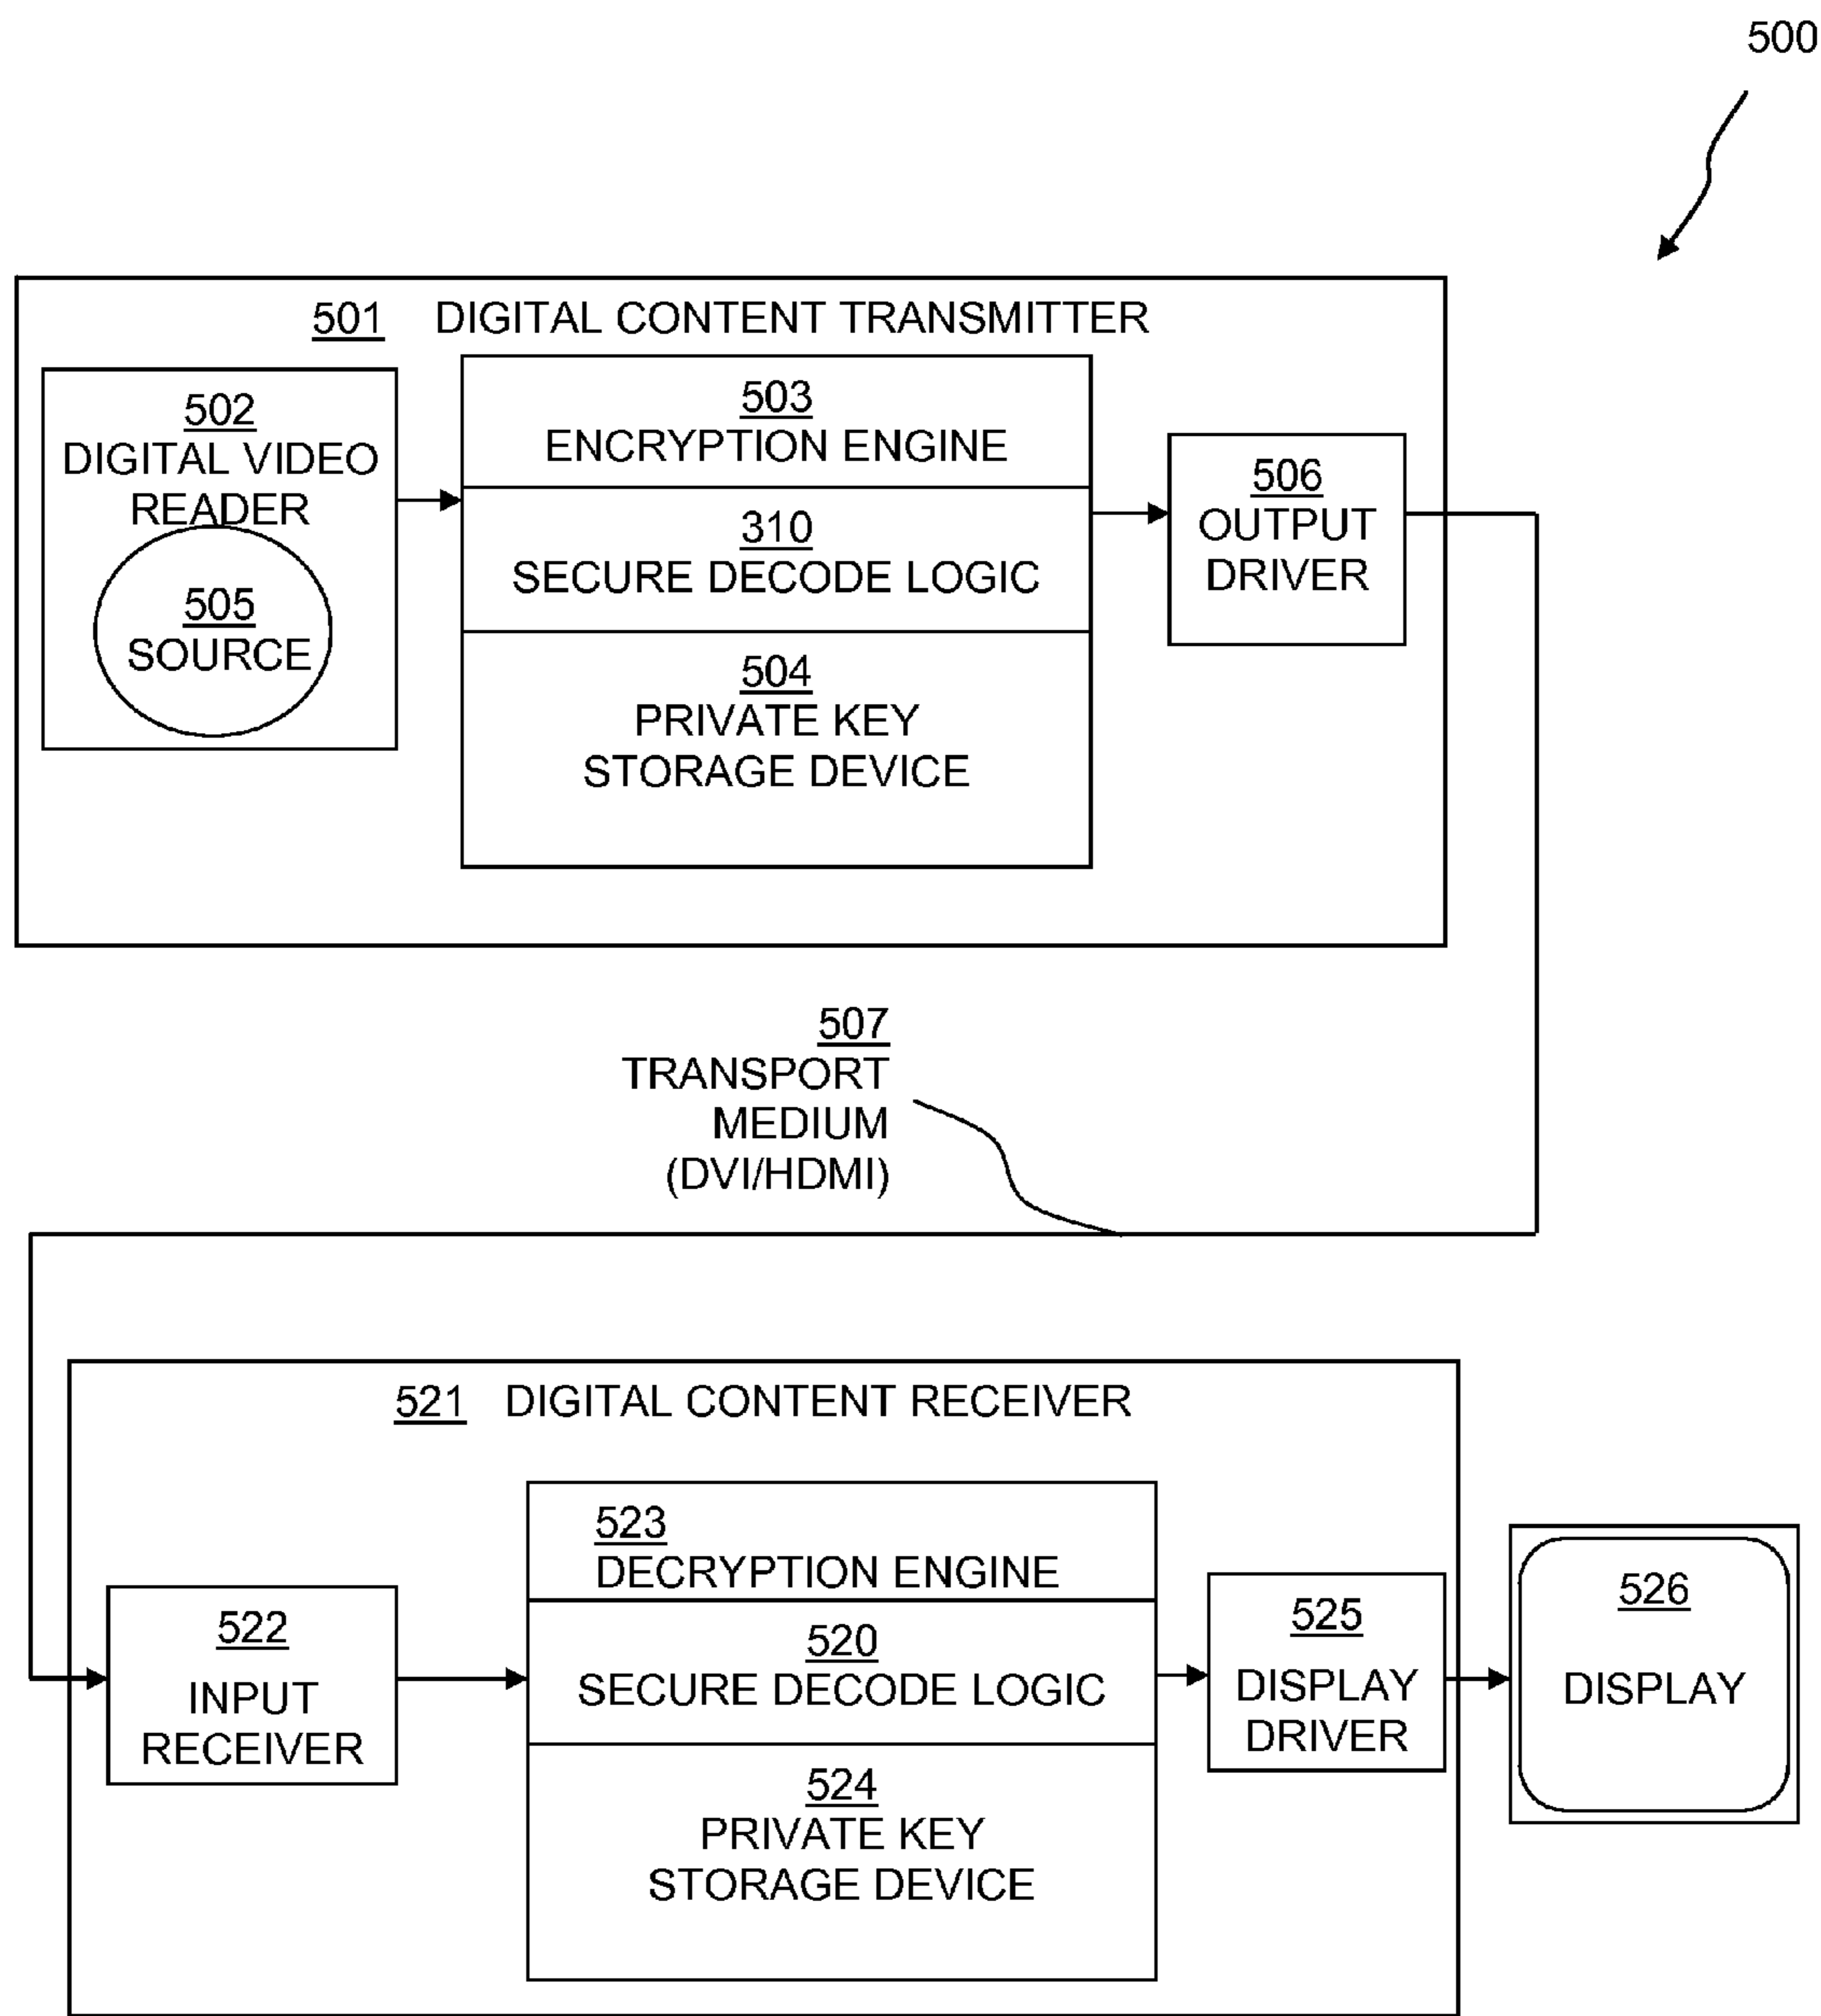 500
501 DIGITAL CONTENT TRANSMITTER
502
DIGITAL VIDEO
READER
505
SOURCE
503
ENCRYPTION ENGINE
310
SECURE DECODE LOGIC
504
PRIVATE KEY
STORAGE DEVICE
506
OUTPUT
DRIVER
507
TRANSPORT
MEDIUM
(DVI/HDMI)
521 DIGITAL CONTENT RECEIVER
522
INPUT
RECEIVER
523
DECRYPTION ENGINE
520
SECURE DECODE LOGIC
524
PRIVATE KEY
STORAGE DEVICE
525
DISPLAY
DRIVER
526
DISPLAY